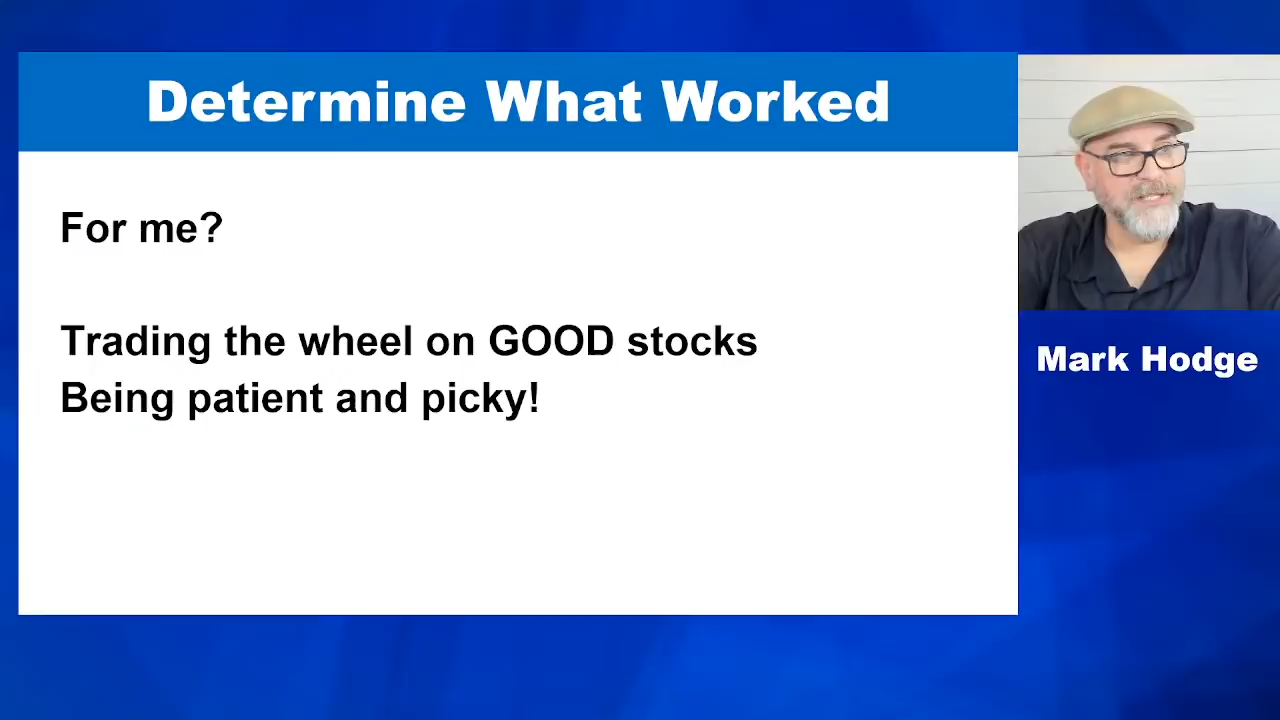 Determine What Worked
For me?
Trading the wheel on GOOD stocks
Being patient and picky!
Mark Hodge